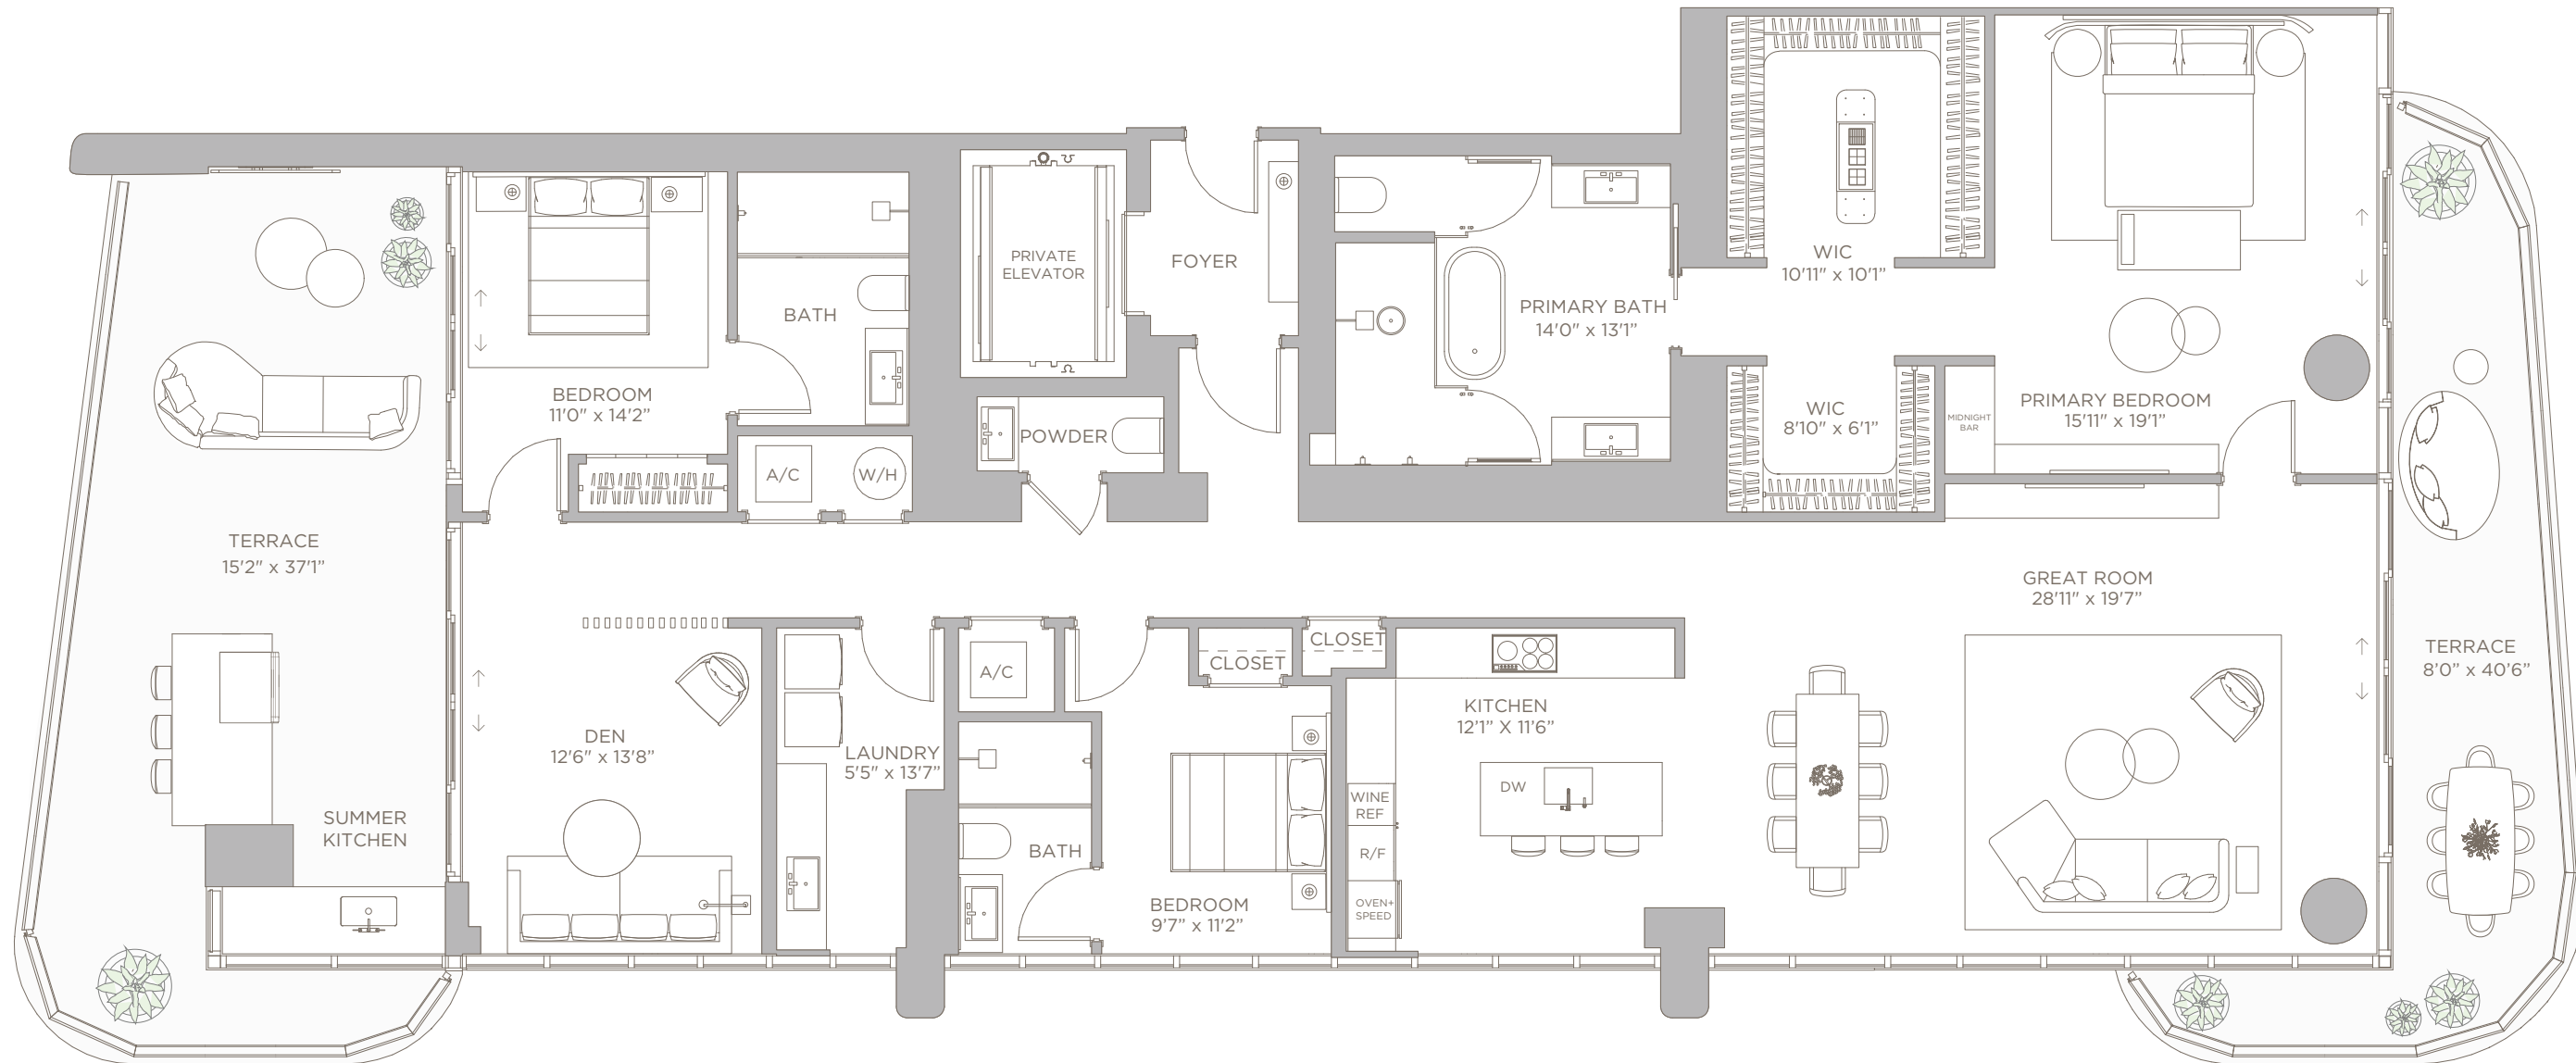 WIC
10'11" x 10'1"
PRIVATE
ELEVATOR
FOYER
BATH
PRIMARY BATH
14'0" x 13'1"
BEDROOM
11'0" x 14'2"
POWDER
WIC
8'10" x 6'1"
MIDNIGHT
BAR
PRIMARY BEDROOM
15'11" x 19'1"
A/C
W/H
TERRACE
15'2" x 37'1"
GREAT ROOM
28'11" x 19'7"
CLOSET
CLOSET
A/C
TERRACE
8'0" x 40'6"
KITCHEN
12'1" X 11'6"
DEN
12'6" x 13'8"
LAUNDRY
5'5" x 13'7"
DW
WINE
REF
SUMMER
KITCHEN
R/F
BATH
BEDROOM
9'7" x 11'2"
OVEN+
SPEED